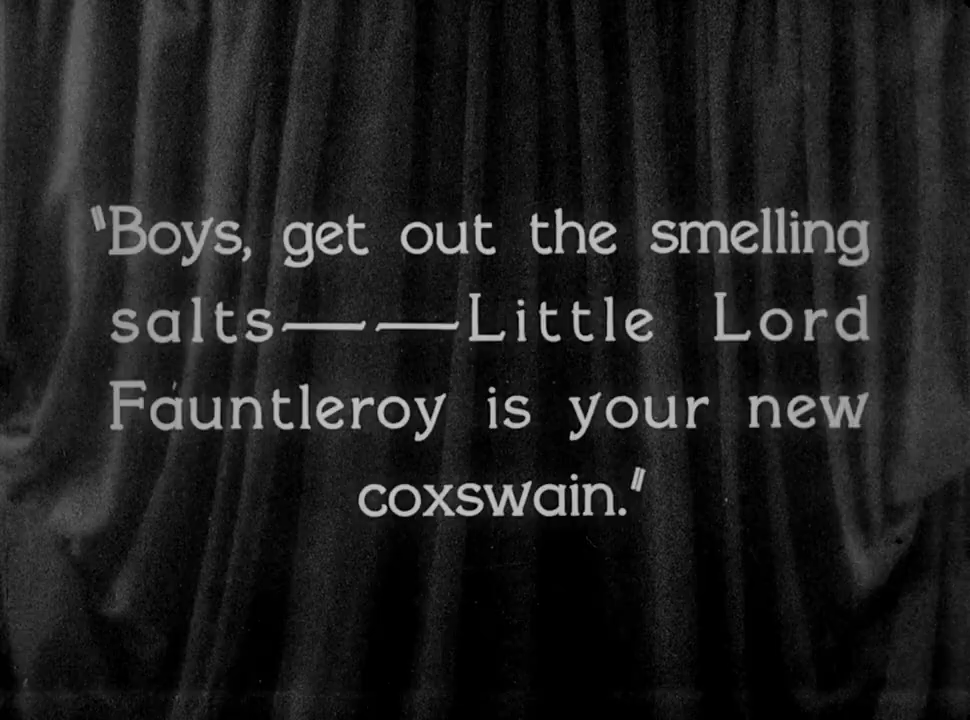 "Boys, get out the smelling
salts——Little Lord
Fauntleroy is your new
coxswain."